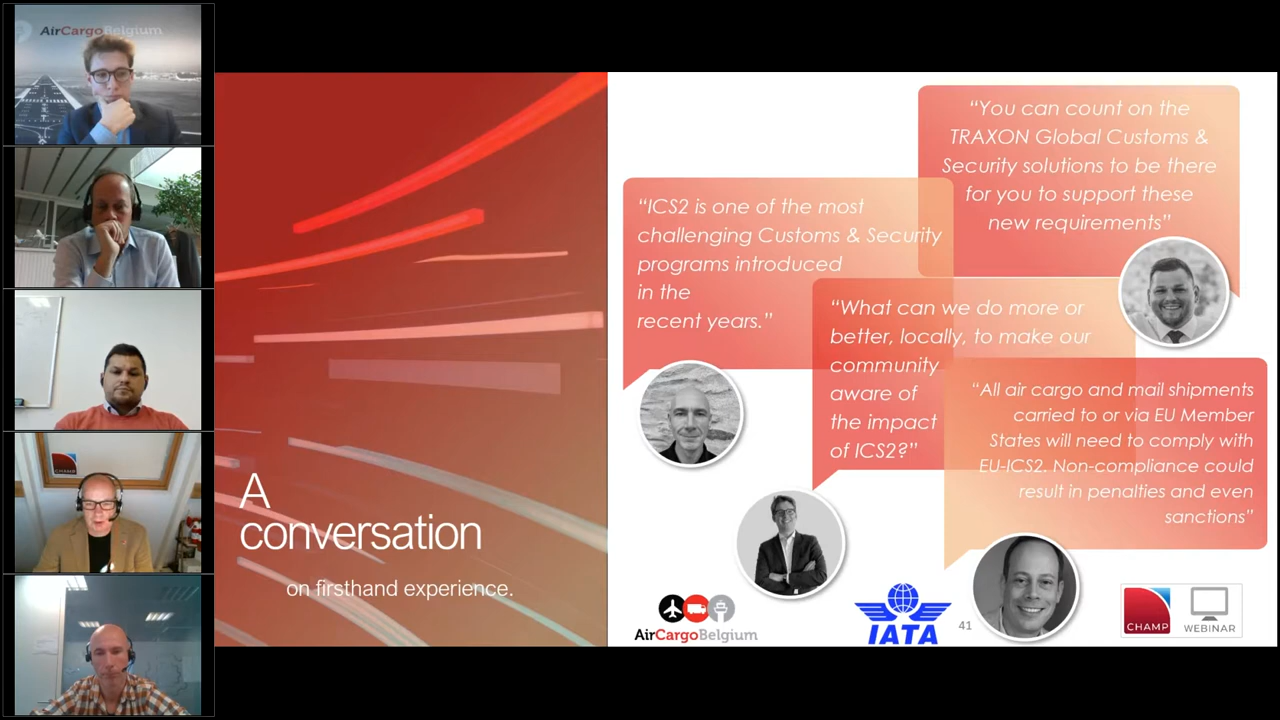 AirCargoBelgium
CHAMP
A
conversation
on firsthand experience.
“You can count on the
TRAXON Global Customs &
Security solutions to be there
for you to support these
new requirements”
“ICS2 is one of the most
challenging Customs & Security
programs introduced
in the
recent years.”
“What can we do more or
better, locally, to make our
community
aware of
the impact
of ICS2?”
“All air cargo and mail shipments
carried to or via EU Member
States will need to comply with
EU-ICS2. Non-compliance could
result in penalties and even
sanctions”
AirCargoBelgium
IATA
41
CHAMP
WEBINAR